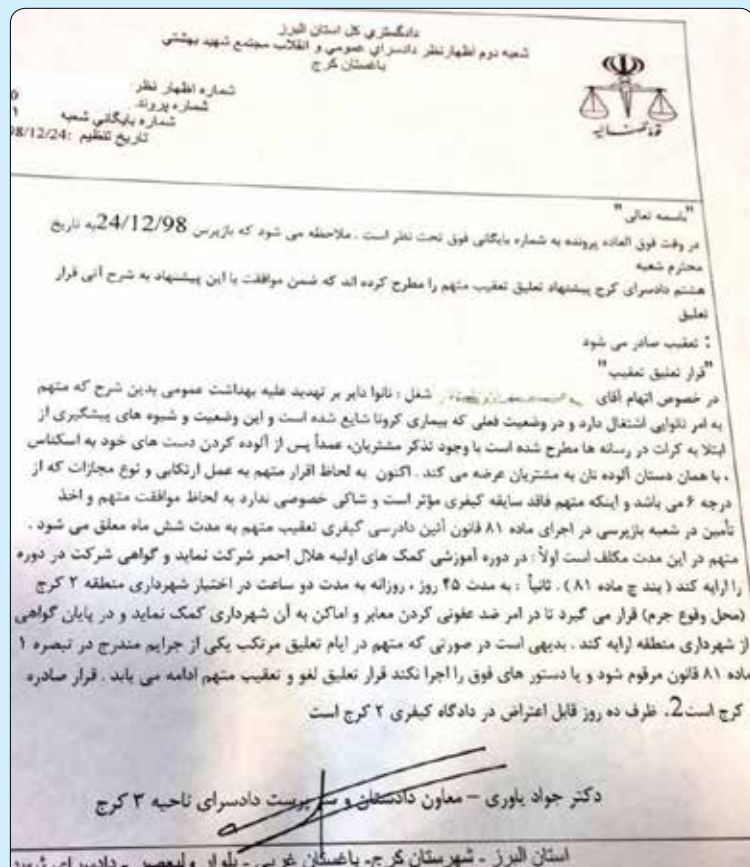 دادگستری کل استان البرز
شعبه دوم اظهارنظر دادسرای عمومی و انقلاب مجتمع شهید بهشتی
باغستان کرج
شماره اظهار نظر:
شماره پرونده:
شماره بایگانی شعبه
تاریخ تنظیم: 98/12/24
قوه قضائیه
"باسمه تعالی"
در وقت فوق العاده پرونده به شماره بایگانی فوق تحت نظر است . ملاحظه می شود که بازپرس 24/12/98به تاریخ
محترم شعبه
هشتم دادسرای کرج پیشنهاد تعلیق تعقیب متهم را مطرح کرده اند که ضمن موافقت با این پیشنهاد به شرح آتی قرار
تعلیق
: تعقیب صادر می شود
"قرار تعلیق تعقیب"
در خصوص اتهام آقای شغل : نانوا دایر بر تهدید علیه بهداشت عمومی بدین شرح که متهم
به امر نانوایی اشتغال دارد و در وضعیت فعلی که بیماری کرونا شایع شده است و این وضعیت و شیوه های پیشگیری از
ابتلا به کرات در رسانه ها مطرح شده است با وجود تذکر مشتریان، عمداً پس از آلوده کردن دست های خود به اسکناس
، با همان دستان آلوده نان به مشتریان عرضه می کند . اکنون به لحاظ اقرار متهم به عمل ارتکابی و نوع مجازات که از
درجه ۶ می باشد و اینکه متهم فاقد سابقه کیفری مؤثر است و شاکی خصوصی ندارد به لحاظ موافقت متهم و اخذ
تأمین در شعبه بازپرسی در اجرای ماده ۸۱ قانون آئین دادرسی کیفری تعقیب متهم به مدت شش ماه معلق می شود .
متهم در این مدت مکلف است اولاً : در دوره آموزشی کمک های اولیه هلال احمر شرکت نماید و گواهی شرکت در دوره
را ارایه کند ( بند چ ماده ۸۱ ) . ثانیاً : به مدت ۴۵ روز ، روزانه به مدت دو ساعت در اختیار شهرداری منطقه ۲ کرج
(محل وقوع جرم) قرار می گیرد تا در امر ضد عفونی کردن معابر و اماکن به آن شهرداری کمک نماید و در پایان گواهی
از شهرداری منطقه ارایه کند . بدیهی است در صورتی که متهم در ایام تعلیق مرتکب یکی از جرایم مندرج در تبصره ۱
ماده ۸۱ قانون مرقوم شود و یا دستور های فوق را اجرا نکند قرار تعلیق لغو و تعقیب متهم ادامه می یابد . قرار صادره
کرج است2. ظرف ده روز قابل اعتراض در دادگاه کیفری ۲ کرج است
دکتر جواد یاوری – معاون دادستان و سرپرست دادسرای ناحیه ۳ کرج
استان البرز - شهرستان کرج- باغستان غربی - بلوار ولیعصر - دادسرای شهید